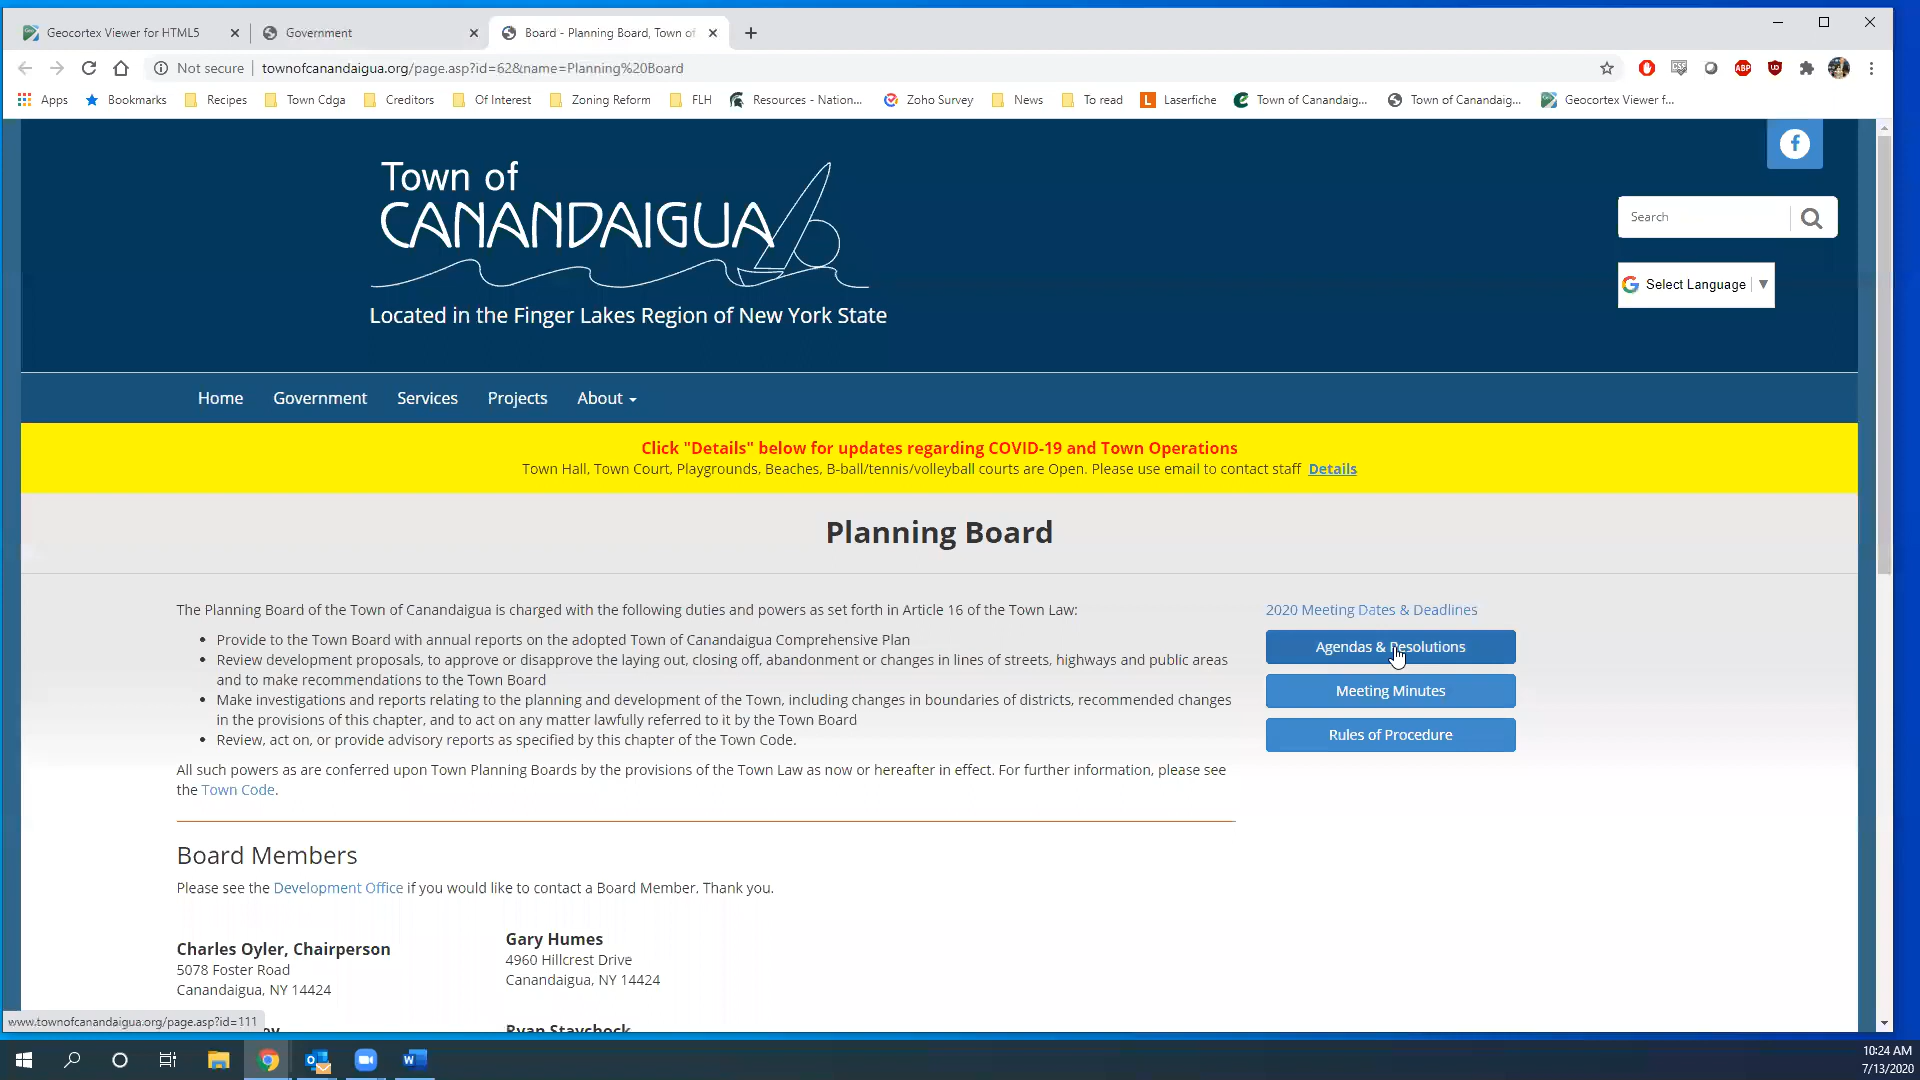 Geocortex Viewer for HTML5
Government
Board - Planning Board, Town of
Not secure
townofcanandaigua.org/page.asp?id=62&name=Planning%20Board
Apps
Bookmarks
Recipes
Town Cdga
Creditors
Of Interest
Zoning Reform
FLH
Resources - Nation...
Zoho Survey
News
To read
Laserfiche
Town of Canandaig...
Town of Canandaig...
Geocortex Viewer f...
Town of
CANANDAIGUA
Located in the Finger Lakes Region of New York State
Search
Select Language
Home
Government
Services
Projects
About
Click "Details" below for updates regarding COVID-19 and Town Operations
Town Hall, Town Court, Playgrounds, Beaches, B-ball/tennis/volleyball courts are Open. Please use email to contact staff Details
Planning Board
The Planning Board of the Town of Canandaigua is charged with the following duties and powers as set forth in Article 16 of the Town Law:
Provide to the Town Board with annual reports on the adopted Town of Canandaigua Comprehensive Plan
Review development proposals, to approve or disapprove the laying out, closing off, abandonment or changes in lines of streets, highways and public areas
and to make recommendations to the Town Board
Make investigations and reports relating to the planning and development of the Town, including changes in boundaries of districts, recommended changes
in the provisions of this chapter, and to act on any matter lawfully referred to it by the Town Board
Review, act on, or provide advisory reports as specified by this chapter of the Town Code.
All such powers as are conferred upon Town Planning Boards by the provisions of the Town Law as now or hereafter in effect. For further information, please see
the Town Code.
2020 Meeting Dates & Deadlines
Agendas & Resolutions
Meeting Minutes
Rules of Procedure
Board Members
Please see the Development Office if you would like to contact a Board Member. Thank you.
Charles Oyler, Chairperson
5078 Foster Road
Canandaigua, NY 14424
Gary Humes
4960 Hillcrest Drive
Canandaigua, NY 14424
Ryan Staychock
www.townofcanandaigua.org/page.asp?id=111
10:24 AM
7/13/2020